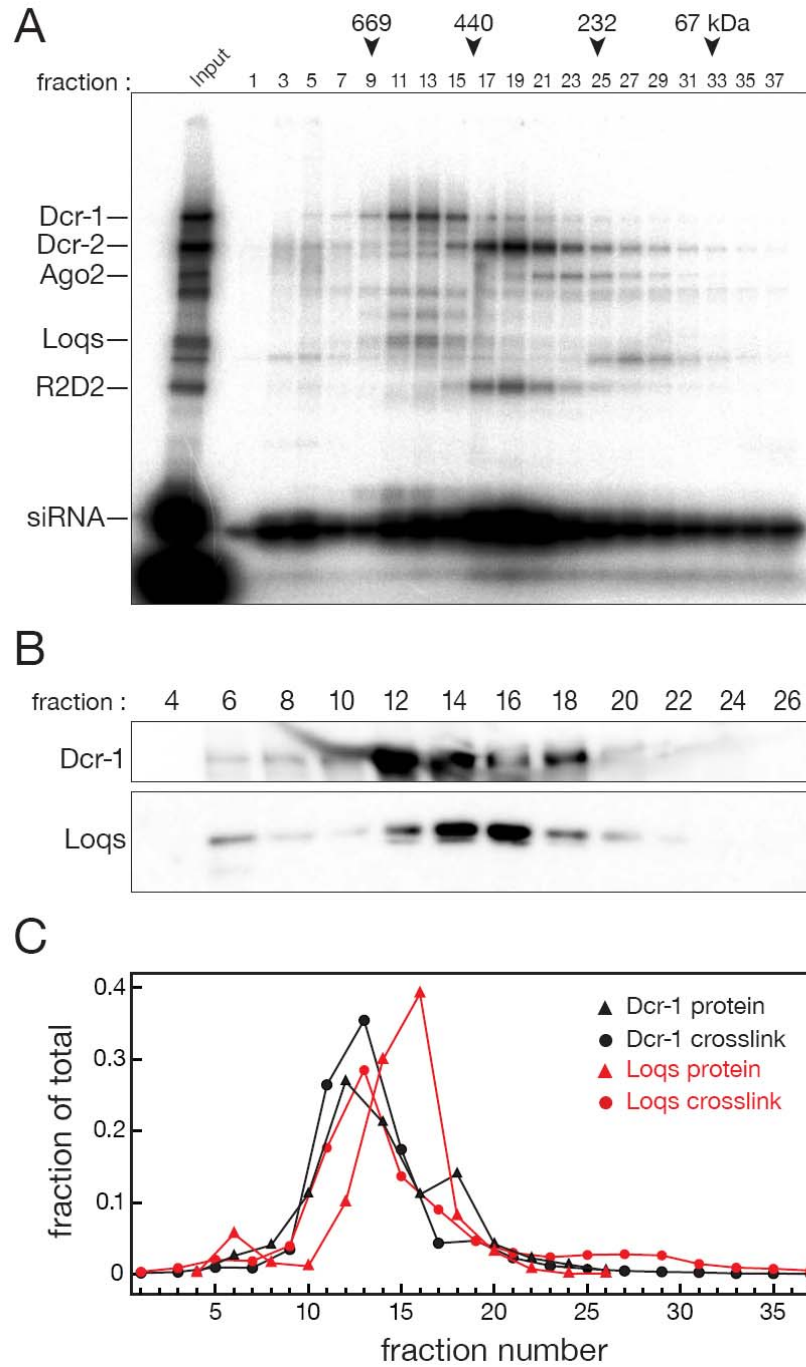 A
669 440 232 67 kDa
Input
fraction : 1 3 5 7 9 11 13 15 17 19 21 23 25 27 29 31 33 35 37
Dcr-1
Dcr-2
Ago2
Loqs
R2D2
siRNA
B
fraction : 4 6 8 10 12 14 16 18 20 22 24 26
Dcr-1
Loqs
C
0.4
0.3
0.2
0.1
0
fraction of total
Dcr-1 protein
Dcr-1 crosslink
Loqs protein
Loqs crosslink
5 10 15 20 25 30 35
fraction number